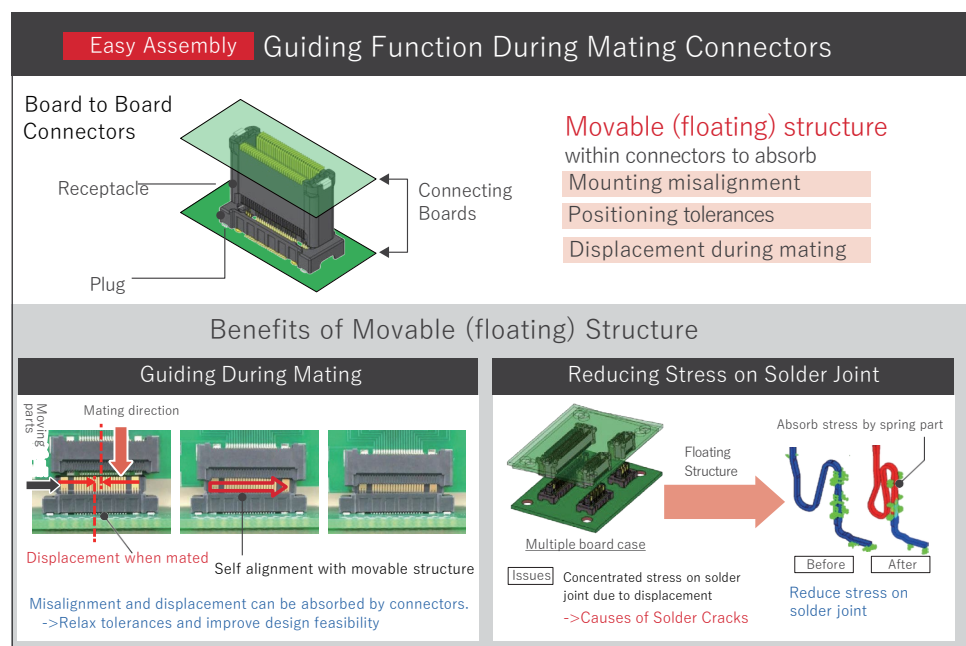 Easy Assembly Guiding Function During Mating Connectors
Board to Board
Connectors
Receptacle
Plug
Connecting
Boards
Movable (floating) structure
within connectors to absorb
Mounting misalignment
Positioning tolerances
Displacement during mating
Benefits of Movable (floating) Structure
Guiding During Mating
Moving
parts
Mating direction
Displacement when mated
Self alignment with movable structure
Misalignment and displacement can be absorbed by connectors.
->Relax tolerances and improve design feasibility
Reducing Stress on Solder Joint
Absorb stress by spring part
Floating
Structure
Multiple board case
Before
After
Issues
Concentrated stress on solder
joint due to displacement
->Causes of Solder Cracks
Reduce stress on
solder joint